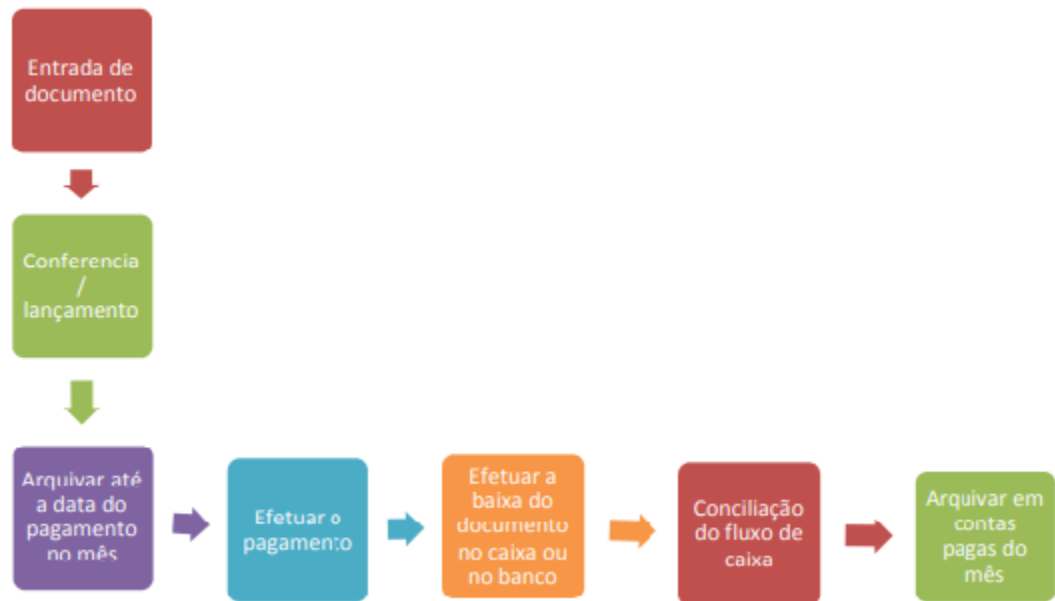 Entrada de
documento
Conferencia
/
lançamento
Arquivar até
a data do
pagamento
no mês
Efetuar o
pagamento
Efetuar a
baixa do
documento
no caixa ou
no banco
Conciliação
do fluxo de
caixa
Arquivar em
contas
pagas do
mês